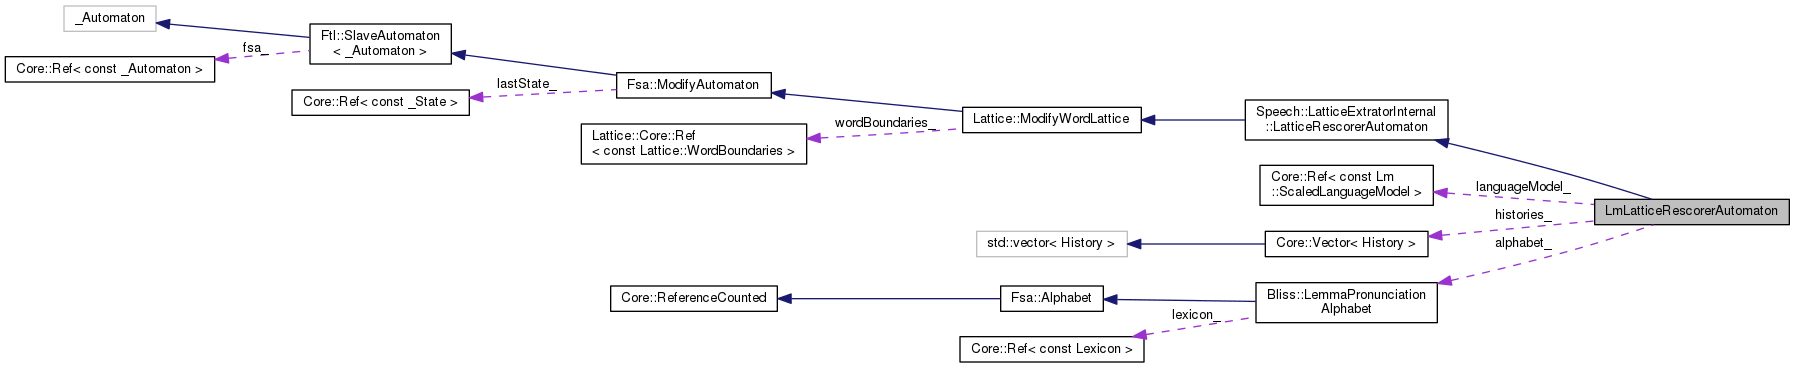 _Automaton
Ftl::SlaveAutomaton
< _Automaton >
fsa_
Core::Ref< const _Automaton >
Fsa::ModifyAutomaton
lastState_
Core::Ref< const _State >
Lattice::ModifyWordLattice
wordBoundaries_
Lattice::Core::Ref
< const Lattice::WordBoundaries >
Speech::LatticeExtratorInternal
::LatticeRescorerAutomaton
Core::Ref< const Lm
::ScaledLanguageModel >
languageModel_
LmLatticeRescorerAutomaton
histories_
std::vector< History >
Core::Vector< History >
alphabet_
Core::ReferenceCounted
Fsa::Alphabet
Bliss::LemmaPronunciation
Alphabet
lexicon_
Core::Ref< const Lexicon >